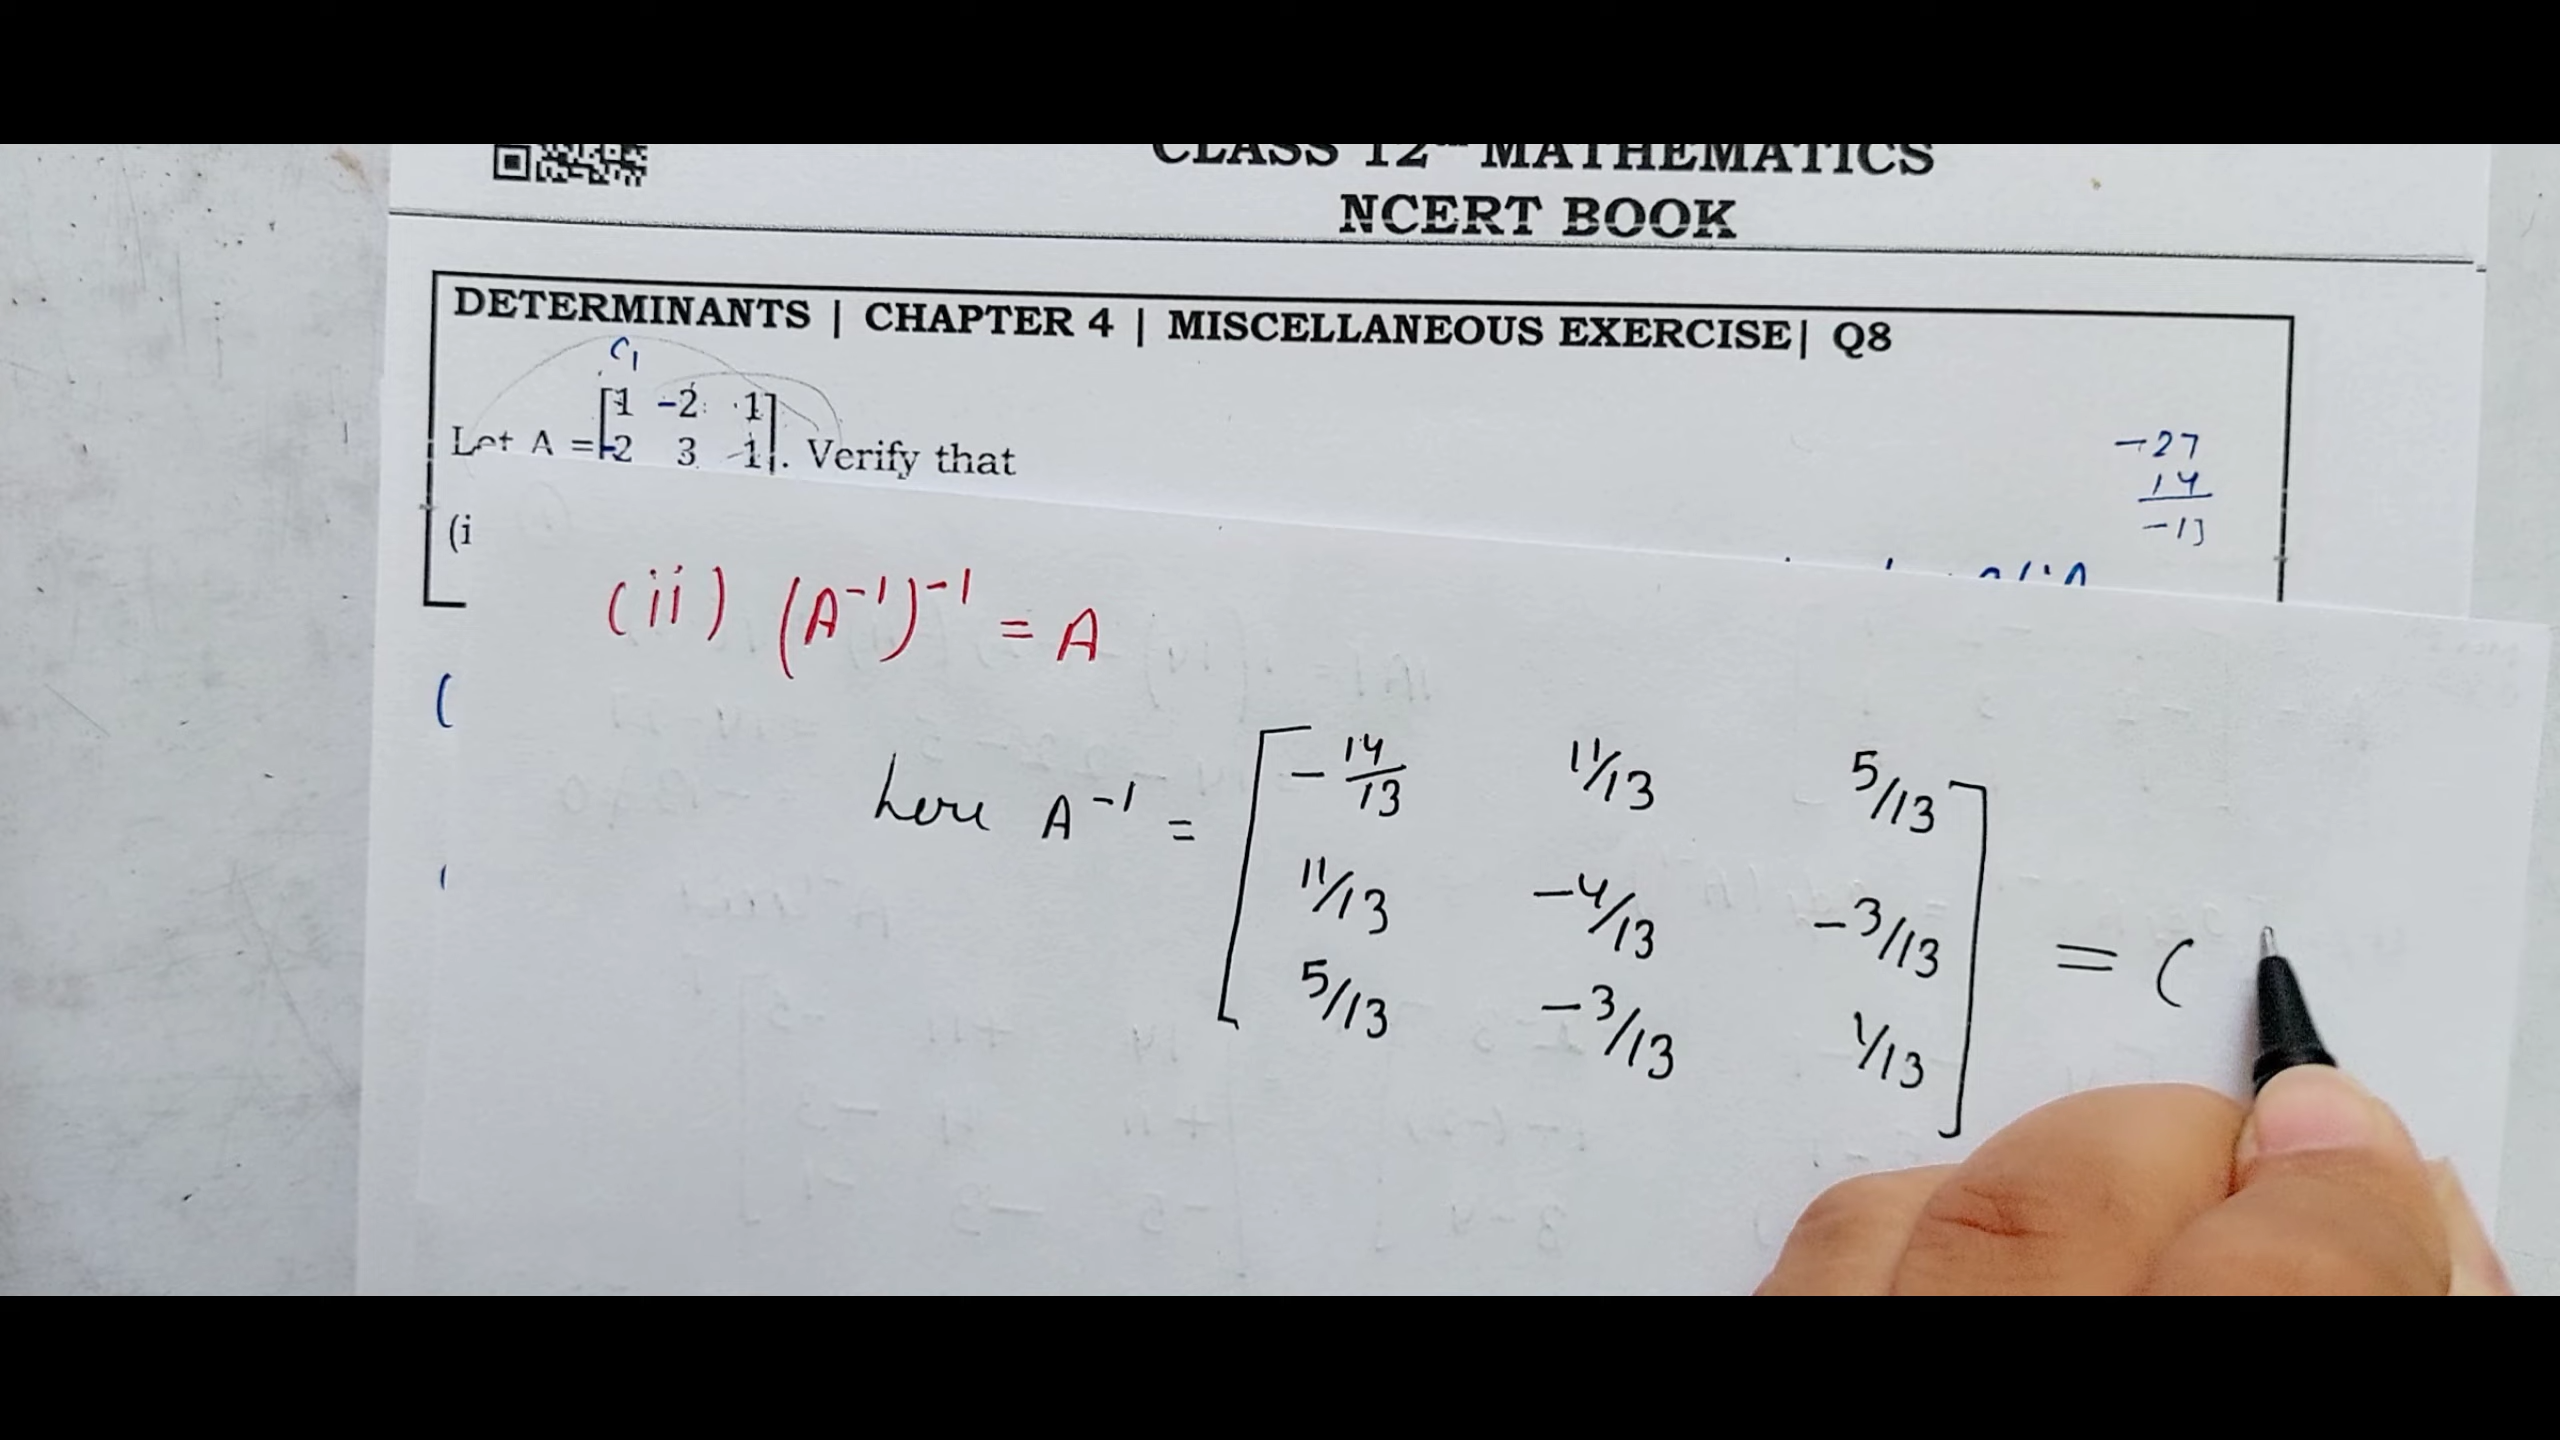 CLASS 12th MATHEMATICS
NCERT BOOK
DETERMINANTS | CHAPTER 4 | MISCELLANEOUS EXERCISE| Q8
C1
1 -2 1
Let A = -2 3 1 . Verify that
-27
14
-13
(i
(ii) (A⁻¹)⁻¹ = A
here A⁻¹ = [ -14/13 11/13 5/13
11/13 -4/13 -3/13
5/13 -3/13 1/13 ] = (